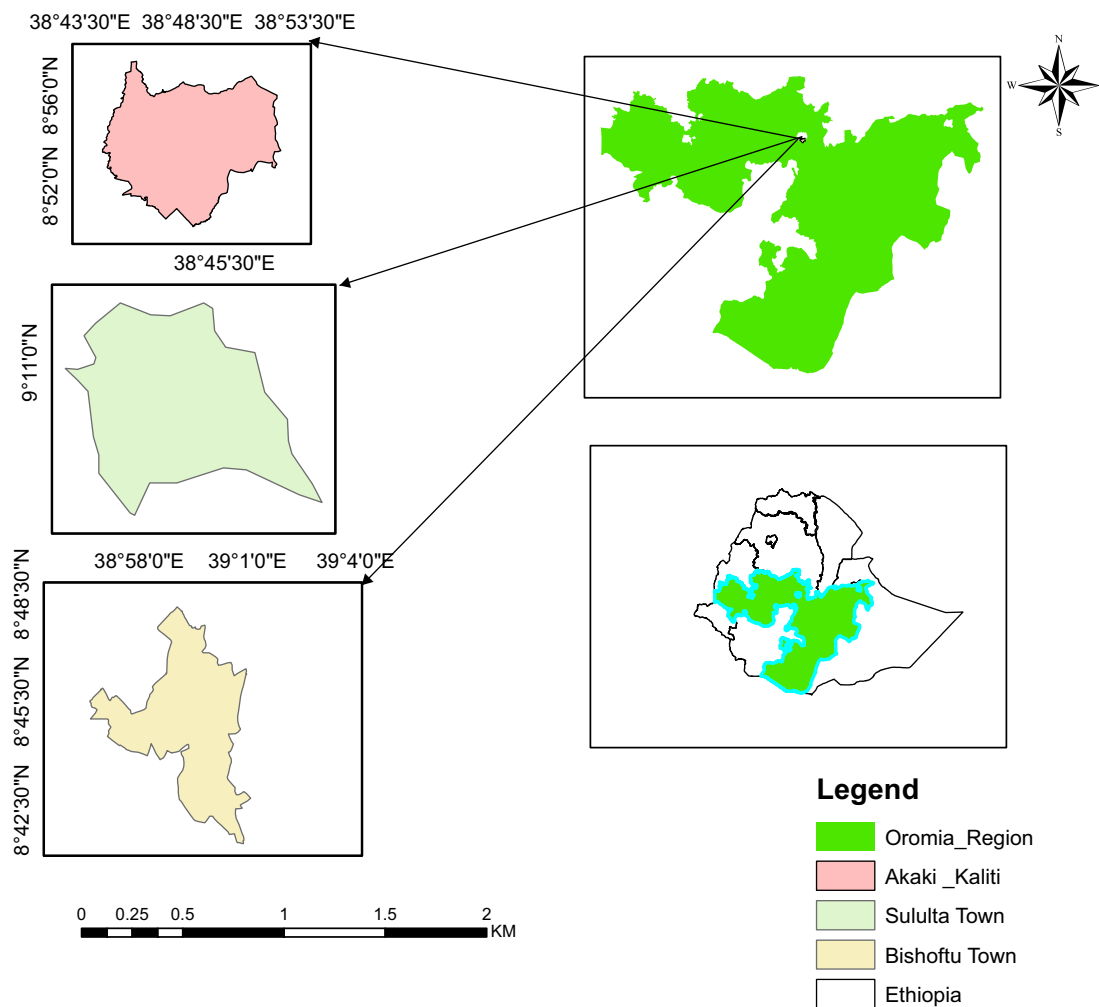 38°43'30"E 38°48'30"E 38°53'30"E
8°56'0"N
8°52'0"N
N
W
S
38°45'30"E
9°11'0"N
38°58'0"E 39°1'0"E 39°4'0"E
8°48'30"N
8°45'30"N
8°42'30"N
0 0.25 0.5 1 1.5 2
KM
Legend
Oromia_Region
Akaki _Kaliti
Sululta Town
Bishoftu Town
Ethiopia